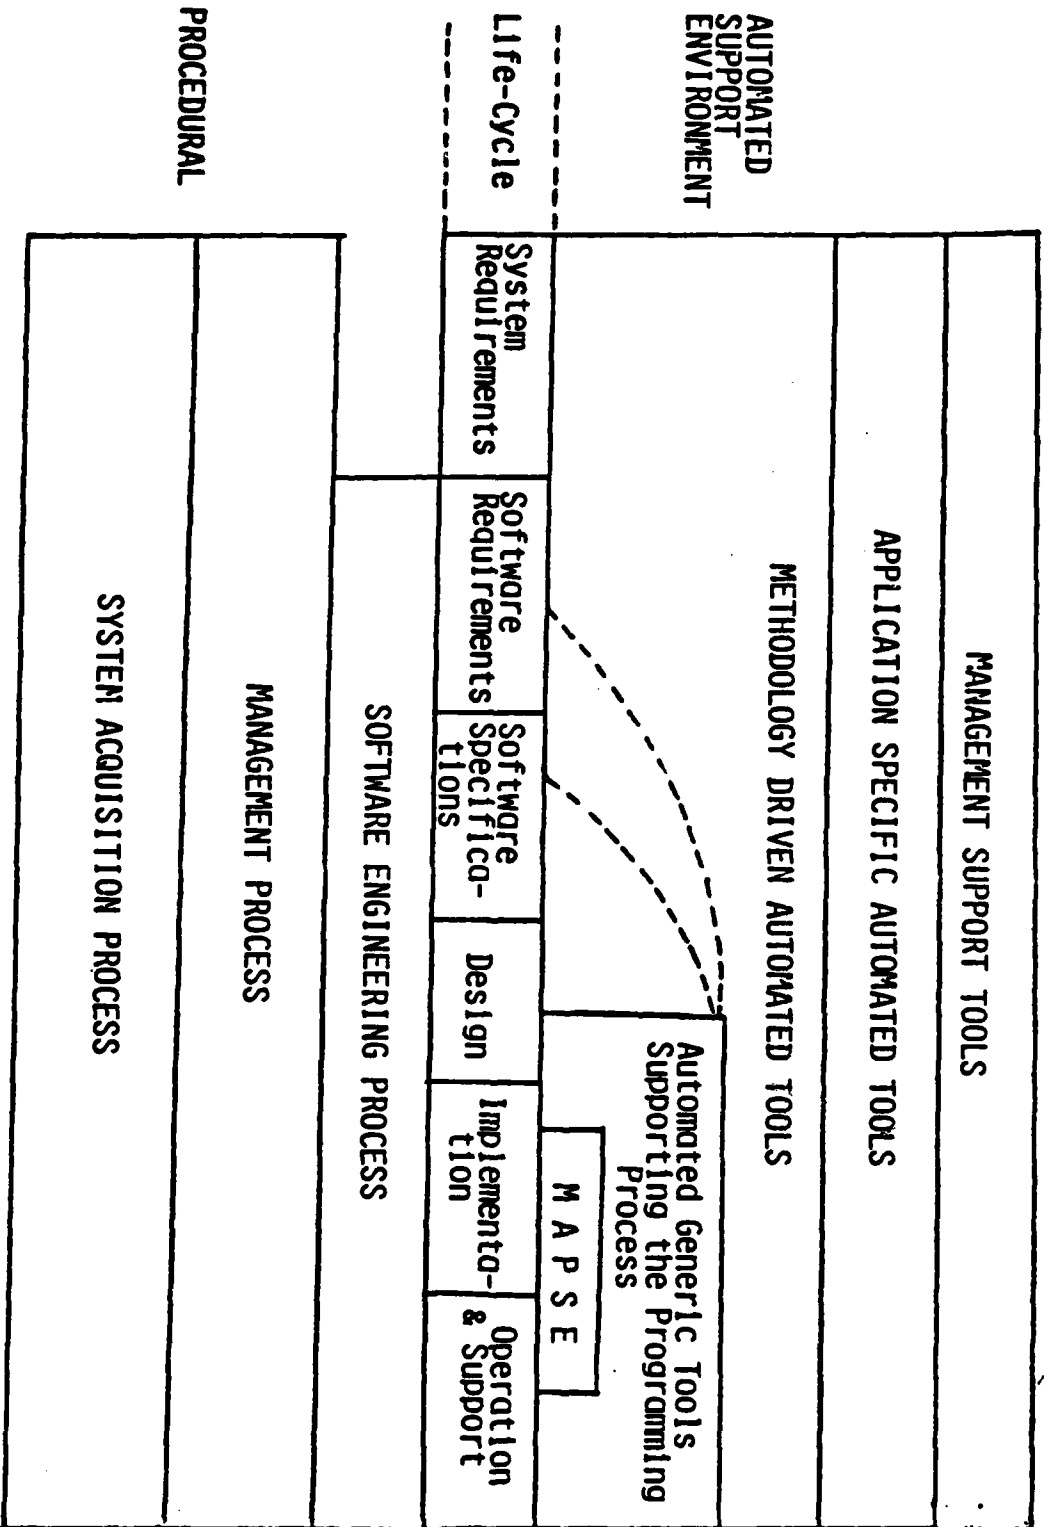 AUTOMATED
SUPPORT
ENVIRONMENT
MANAGEMENT SUPPORT TOOLS
APPLICATION SPECIFIC AUTOMATED TOOLS
METHODOLOGY DRIVEN AUTOMATED TOOLS
Automated Generic Tools
Supporting the Programming
Process
M A P S E
Life-Cycle
System
Requirements
Software
Requirements
Software
Specifica-
tions
Design
Implementa-
tion
Operation
& Support
PROCEDURAL
SOFTWARE ENGINEERING PROCESS
MANAGEMENT PROCESS
SYSTEM ACQUISITION PROCESS